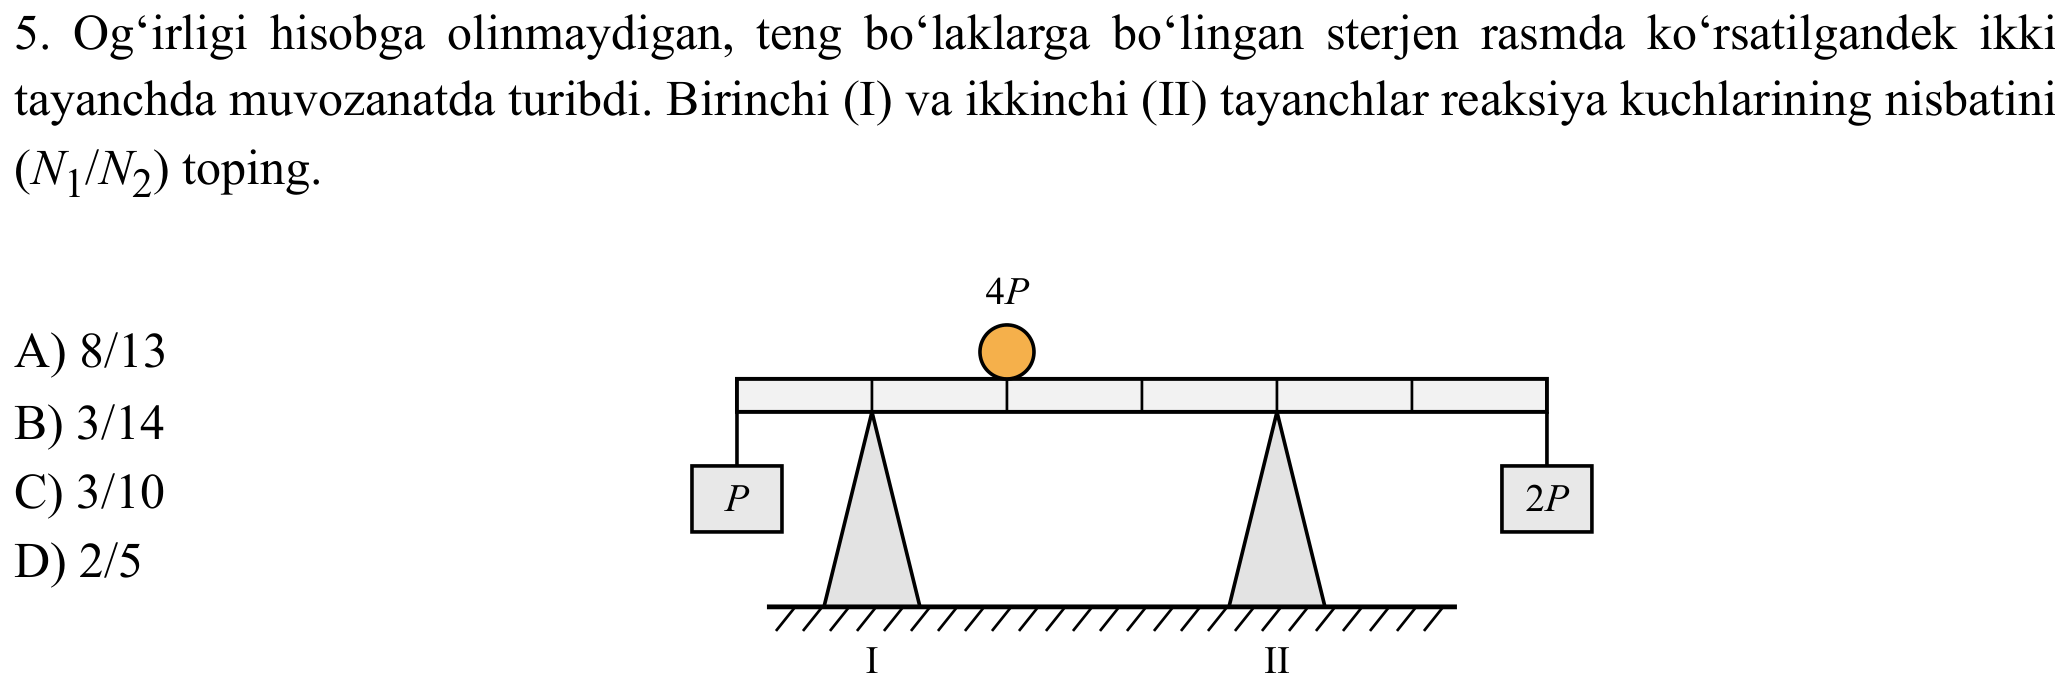 5. Og‘irligi hisobga olinmaydigan, teng bo‘laklarga bo‘lingan sterjen rasmda ko‘rsatilgandek ikki
tayanchda muvozanatda turibdi. Birinchi (I) va ikkinchi (II) tayanchlar reaksiya kuchlarining nisbatini
(N₁/N₂) toping.
4P
A) 8/13
B) 3/14
C) 3/10
D) 2/5
P
2P
I
II